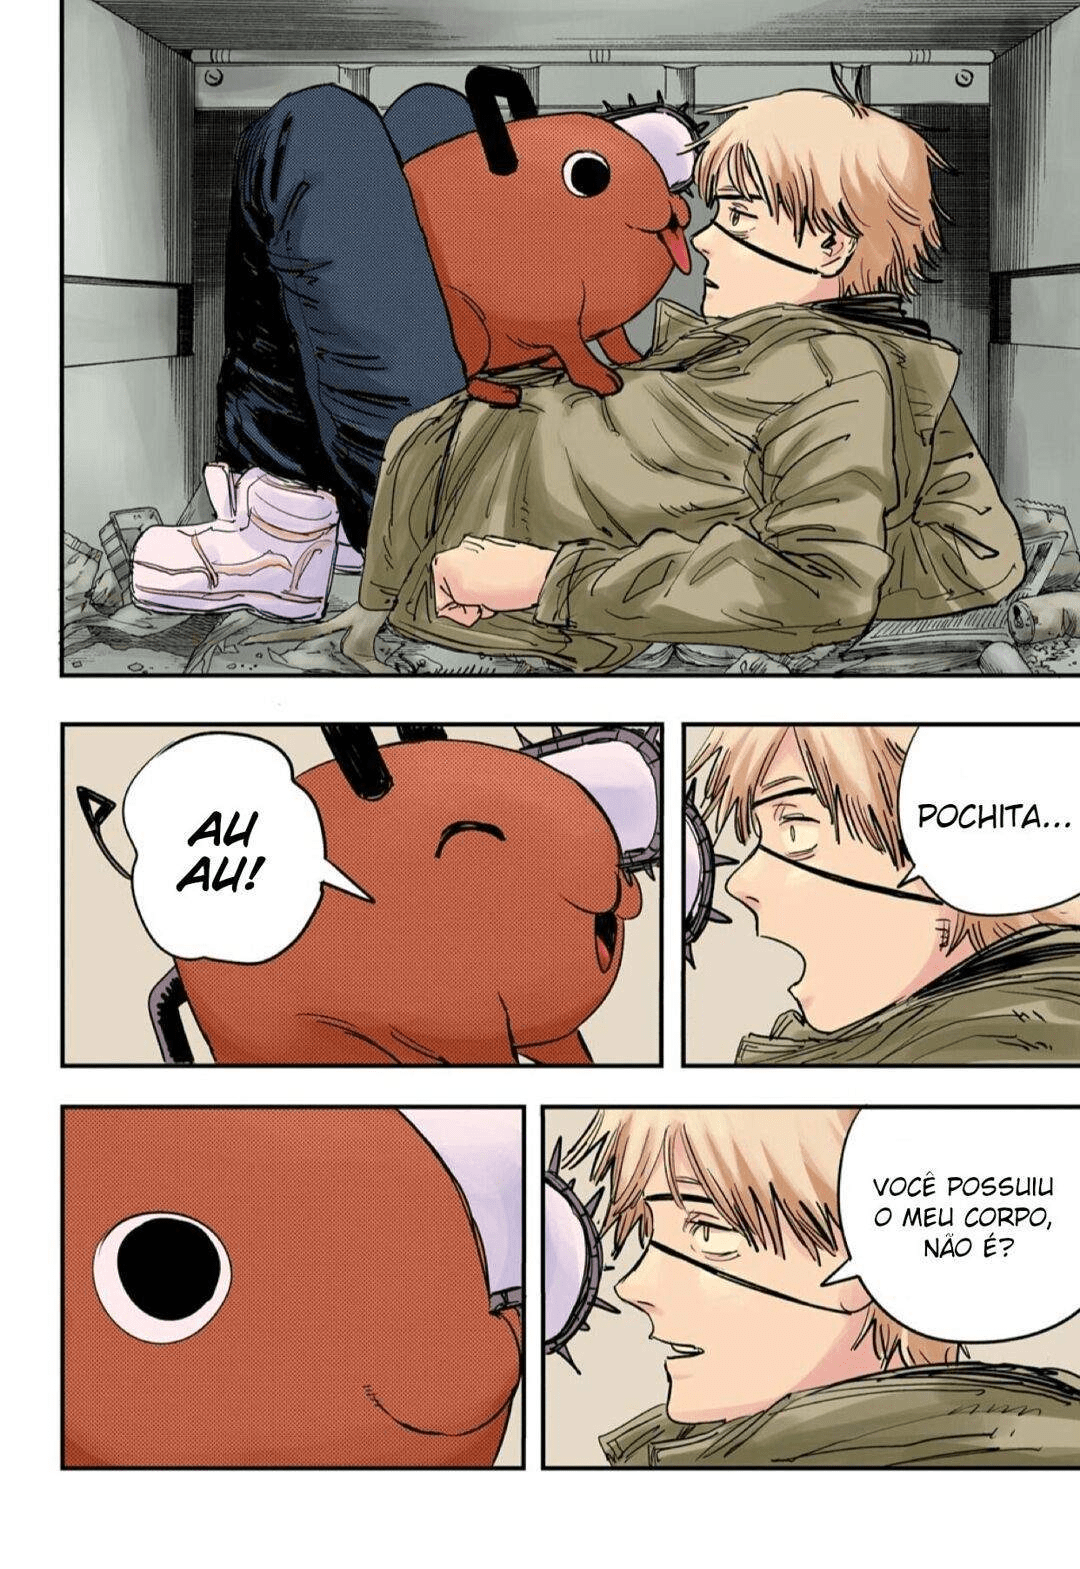 POCHITA...
AU
AU!
VOCÊ POSSUIU
O MEU CORPO,
NÃO É?